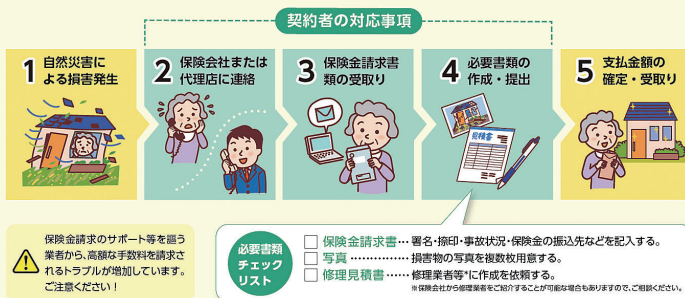 契約者の対応事項
1 自然災害に
よる損害発生
2 保険会社または
代理店に連絡
3 保険金請求書
類の受取り
4 必要書類の
作成・提出
5 支払金額の
確定・受取り
見積書
保険金請求のサポート等を謳う
業者から、高額な手数料を請求さ
れるトラブルが増加しています。
ご注意ください！
必要書類
チェック
リスト
保険金請求書… 署名・捺印・事故状況・保険金の振込先などを記入する。
写真…………… 損害物の写真を複数枚用意する。
修理見積書…… 修理業者等*に作成を依頼する。
※保険会社から修理業者をご紹介することが可能な場合もありますので、ご相談ください。